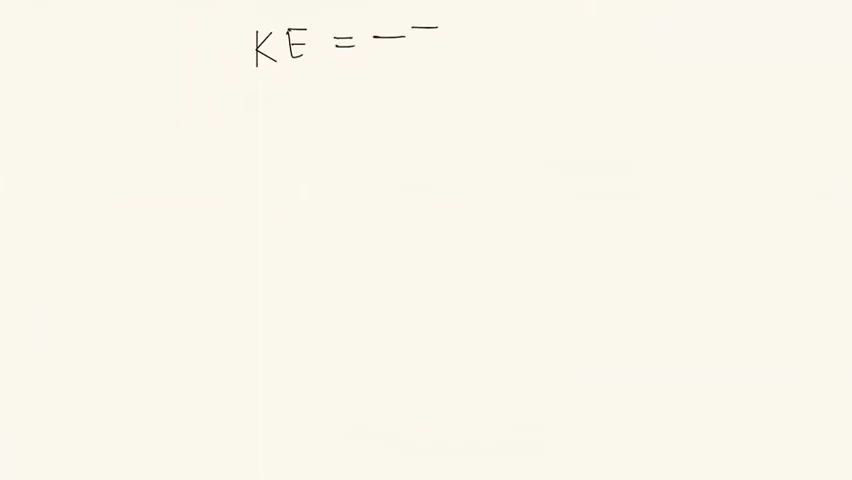 KE = — —